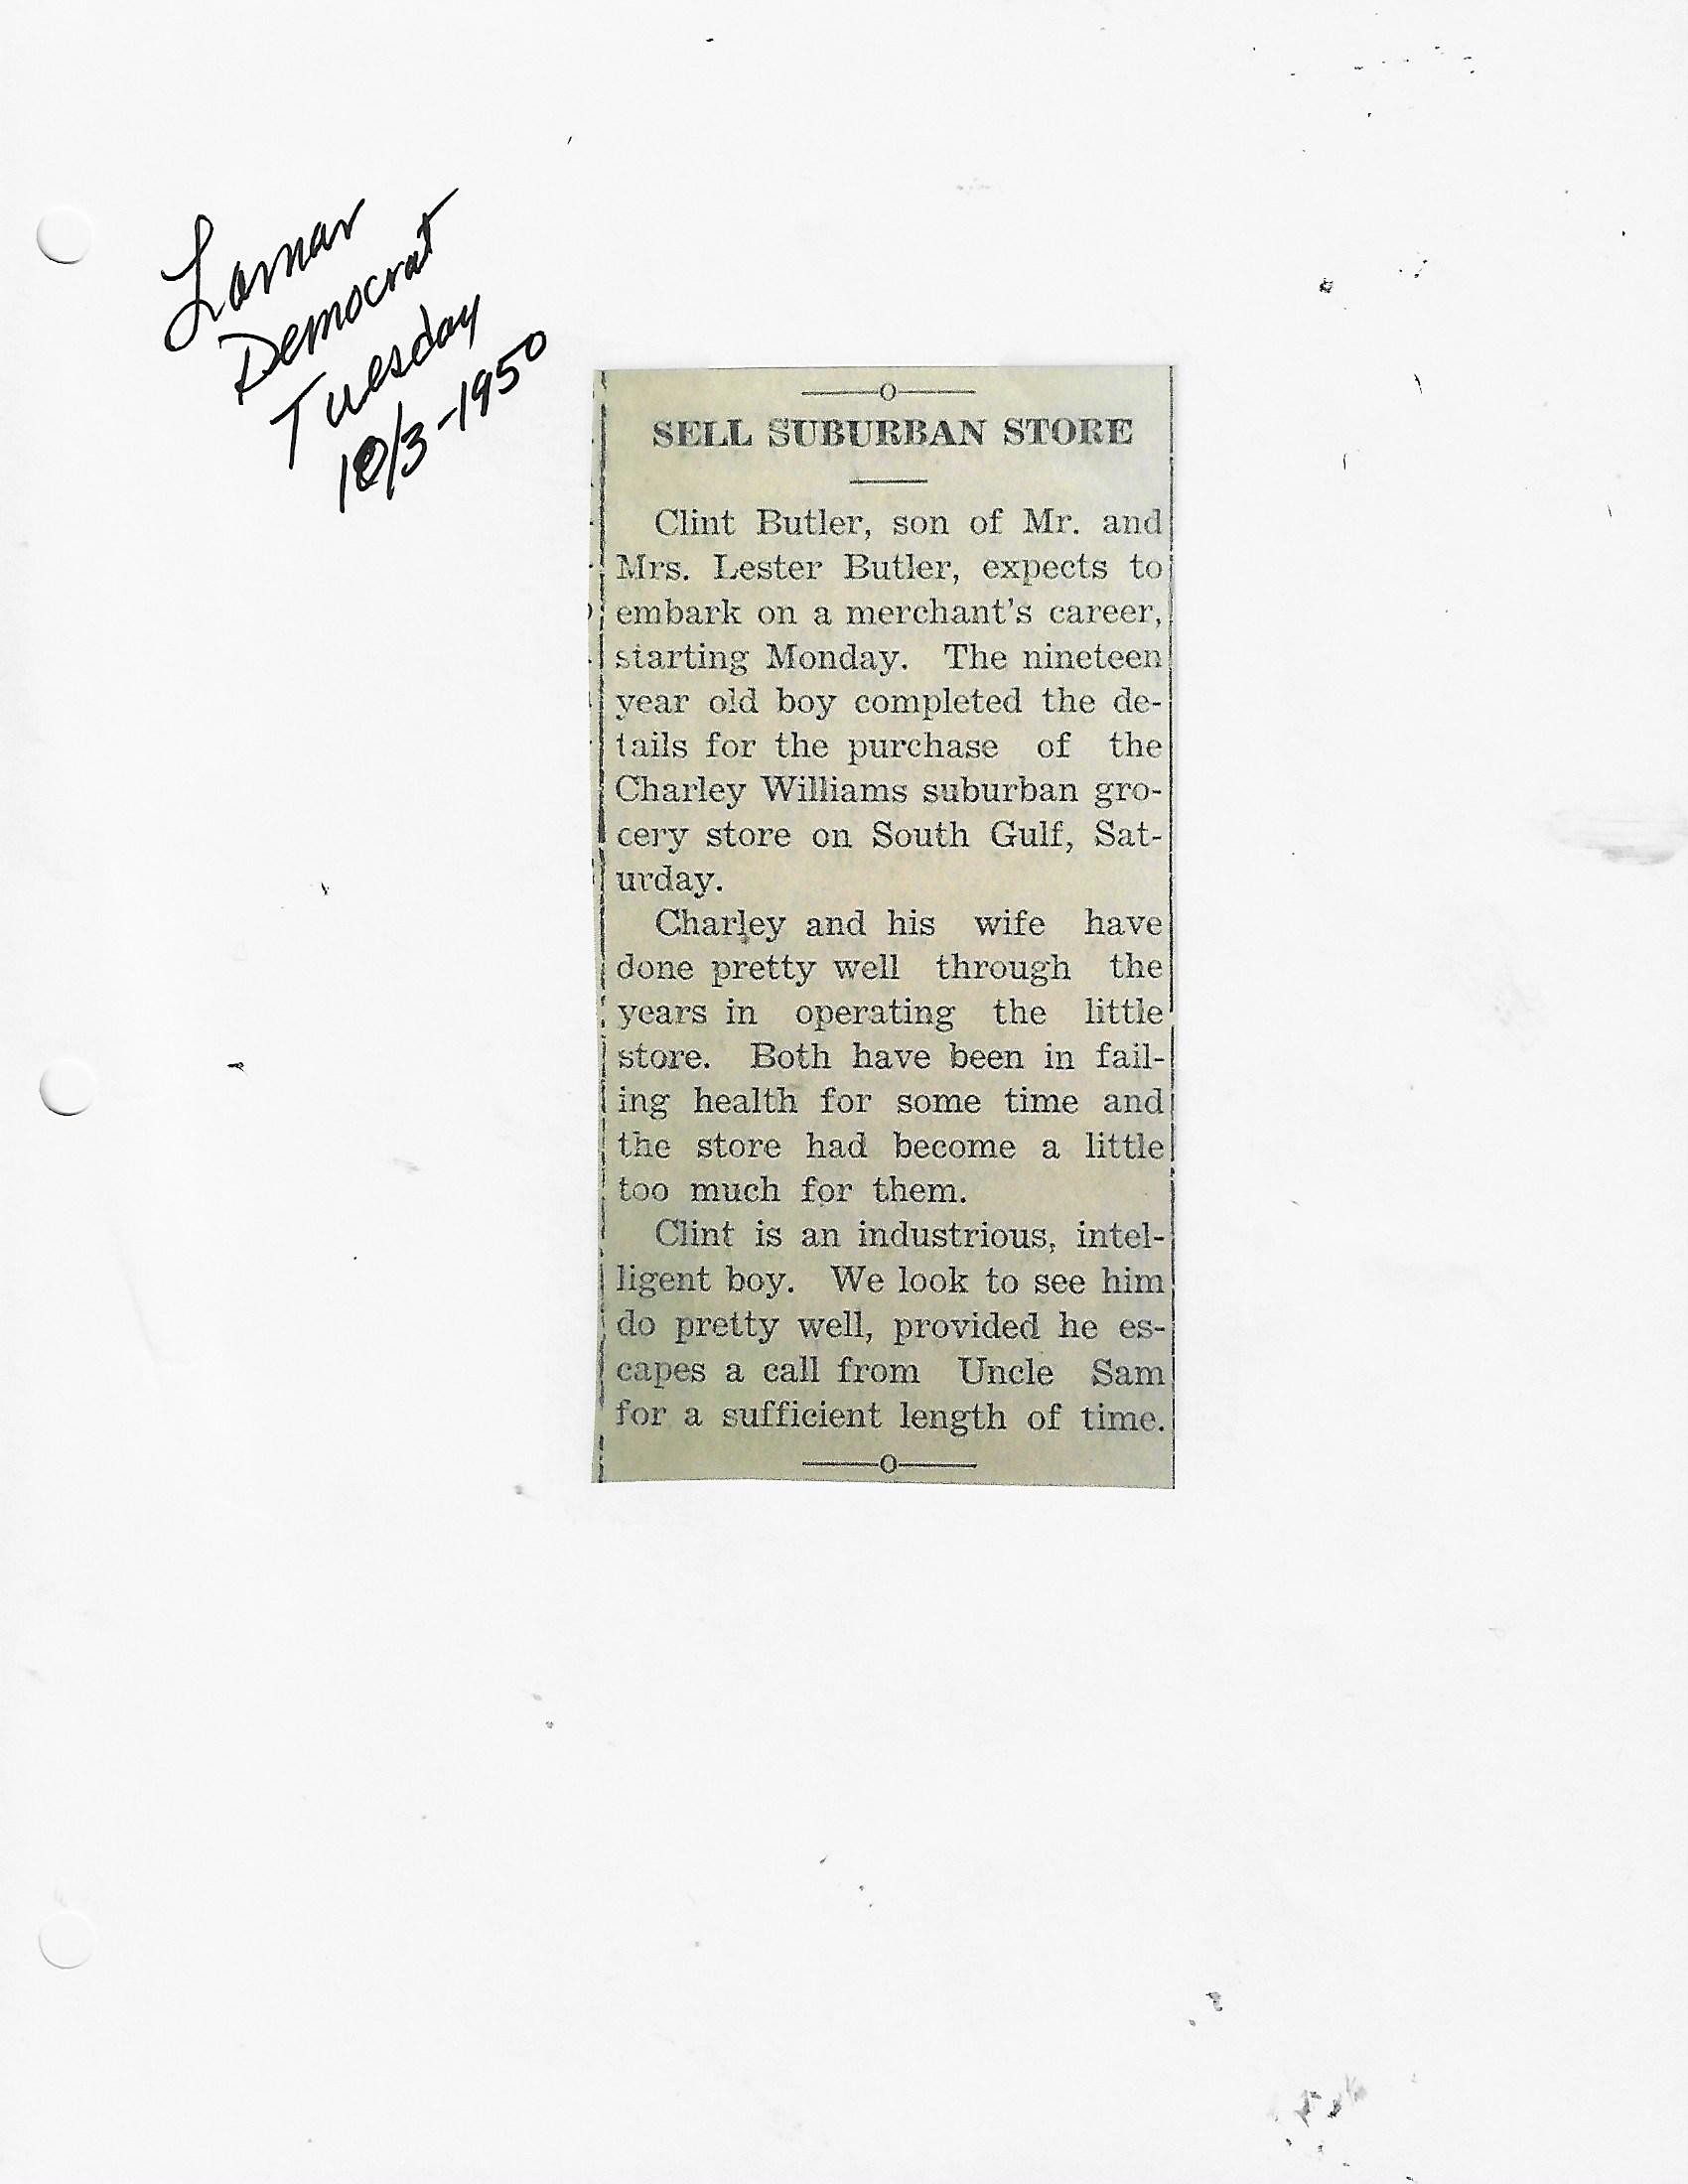 Lamar
Democrat
Tuesday
10/3-1950
SELL SUBURBAN STORE
Clint Butler, son of Mr. and
Mrs. Lester Butler, expects to
embark on a merchant's career,
starting Monday. The nineteen
year old boy completed the de-
tails for the purchase of the
Charley Williams suburban gro-
cery store on South Gulf, Sat-
urday.
Charley and his wife have
done pretty well through the
years in operating the little
store. Both have been in fail-
ing health for some time and
the store had become a little
too much for them.
Clint is an industrious, intel-
ligent boy. We look to see him
do pretty well, provided he es-
capes a call from Uncle Sam
for a sufficient length of time.